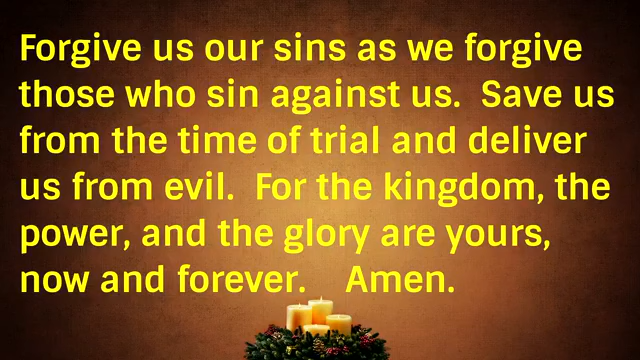 Forgive us our sins as we forgive
those who sin against us.  Save us
from the time of trial and deliver
us from evil.  For the kingdom, the
power, and the glory are yours,
now and forever.    Amen.